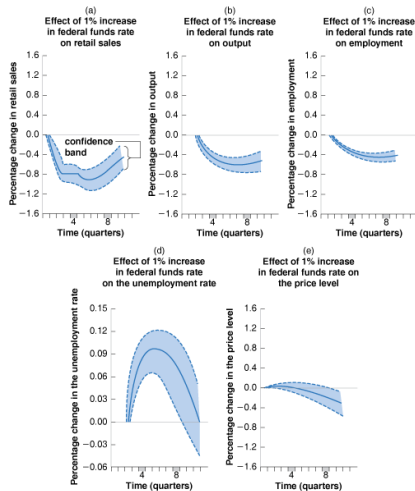 (a)
Effect of 1% increase
in federal funds rate
on retail sales
Percentage change in retail sales
1.6
1.2
0.8
0.4
0.0
−0.4
−0.8
−1.2
−1.6
confidence
band
4
8
Time (quarters)
(b)
Effect of 1% increase
in federal funds rate
on output
Percentage change in output
1.6
1.2
0.8
0.4
0.0
−0.4
−0.8
−1.2
−1.6
4
8
Time (quarters)
(c)
Effect of 1% increase
in federal funds rate
on employment
Percentage change in employment
1.6
1.2
0.8
0.4
0.0
−0.4
−0.8
−1.2
−1.6
4
8
Time (quarters)
(d)
Effect of 1% increase
in federal funds rate
on the unemployment rate
Percentage change in the unemployment rate
0.15
0.12
0.09
0.06
0.03
0.00
−0.03
−0.06
4
8
Time (quarters)
(e)
Effect of 1% increase
in federal funds rate on
the price level
Percentage change in the price level
1.6
1.2
0.8
0.4
0.0
−0.4
−0.8
−1.2
−1.6
4
8
Time (quarters)